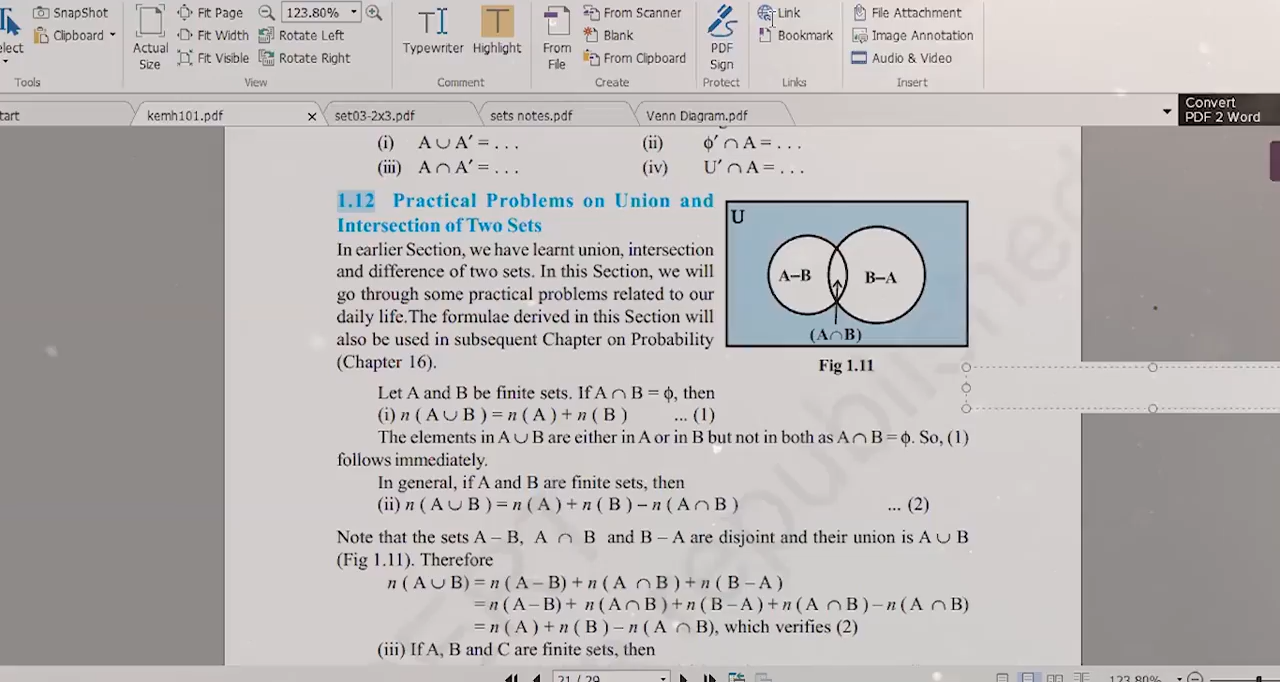 SnapShot
Fit Page
123.80%
From Scanner
Link
File Attachment
elect
Clipboard
Actual Size
Fit Width
Rotate Left
Typewriter
Highlight
From File
Blank
PDF Sign
Bookmark
Image Annotation
Fit Visible
Rotate Right
From Clipboard
Audio & Video
Tools
View
Comment
Create
Protect
Links
Insert
tart
kemh101.pdf
set03-2x3.pdf
sets notes.pdf
Venn Diagram.pdf
Convert
PDF 2 Word
(i) A ∪ A′ = . . . (ii) ϕ′ ∩ A = . . .
(iii) A ∩ A′ = . . . (iv) U′ ∩ A = . . .
1.12 Practical Problems on Union and
Intersection of Two Sets
In earlier Section, we have learnt union, intersection
and difference of two sets. In this Section, we will
go through some practical problems related to our
daily life.The formulae derived in this Section will
also be used in subsequent Chapter on Probability
(Chapter 16).
U
A–B
B–A
(A∩B)
Fig 1.11
Let A and B be finite sets. If A ∩ B = ϕ, then
(i) n ( A ∪ B ) = n ( A ) + n ( B ) ... (1)
The elements in A ∪ B are either in A or in B but not in both as A ∩ B = ϕ. So, (1)
follows immediately.
In general, if A and B are finite sets, then
(ii) n ( A ∪ B ) = n ( A ) + n ( B ) – n ( A ∩ B ) ... (2)
Note that the sets A – B, A ∩ B and B – A are disjoint and their union is A ∪ B
(Fig 1.11). Therefore
n ( A ∪ B) = n ( A – B) + n ( A ∩ B ) + n ( B – A )
= n ( A – B) + n ( A ∩ B ) + n ( B – A ) + n ( A ∩ B ) – n ( A ∩ B)
= n ( A ) + n ( B ) – n ( A ∩ B), which verifies (2)
(iii) If A, B and C are finite sets, then
21 / 29
123.80%